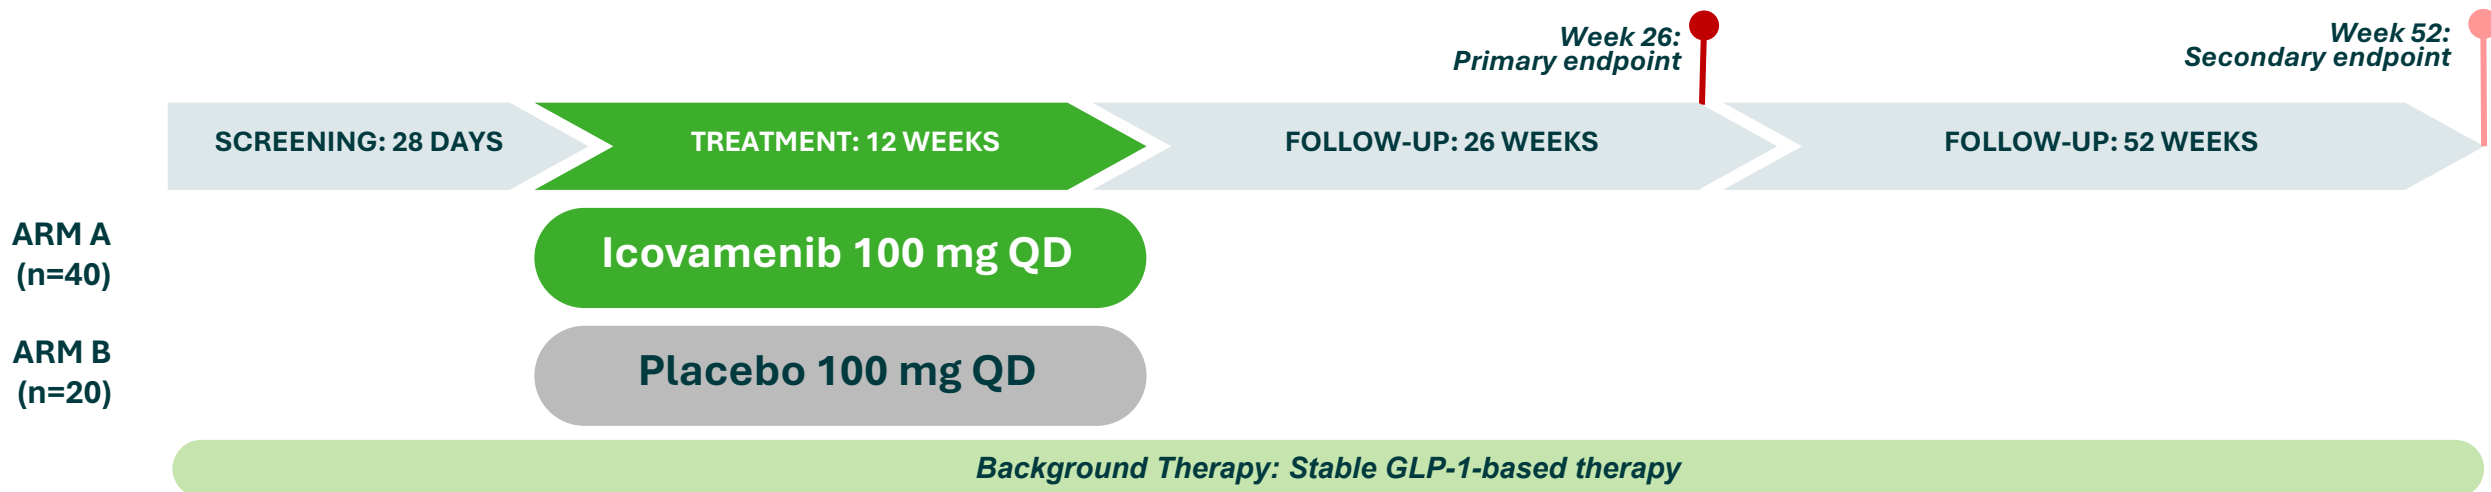 Week 26:
Primary endpoint
Week 52:
Secondary endpoint
SCREENING: 28 DAYS
TREATMENT: 12 WEEKS
FOLLOW-UP: 26 WEEKS
FOLLOW-UP: 52 WEEKS
ARM A
(n=40)
Icovamenib 100 mg QD
ARM B
(n=20)
Placebo 100 mg QD
Background Therapy: Stable GLP-1-based therapy